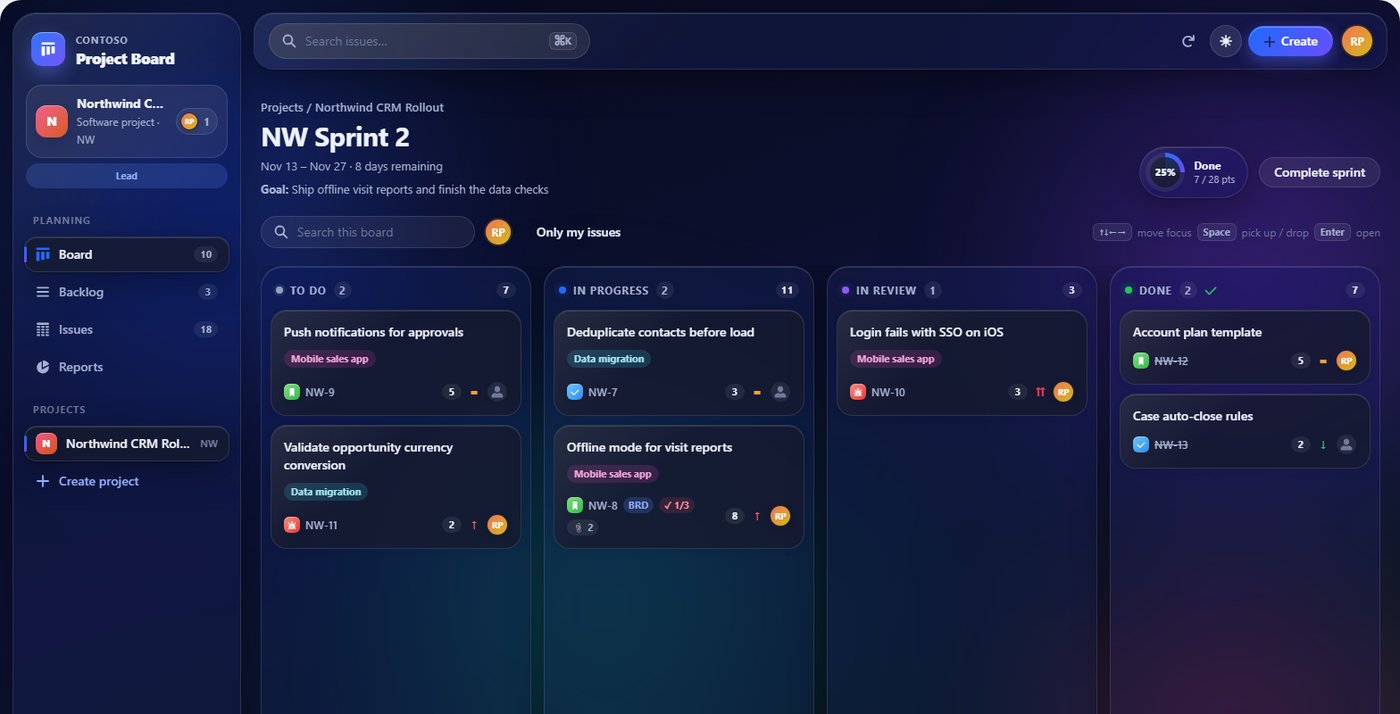 CONTOSO
Project Board
Northwind C...
Software project ·
NW
RP 1
Lead
PLANNING
Board 10
Backlog 3
Issues 18
Reports
PROJECTS
N Northwind CRM Rol... NW
Create project
Search issues... ⌘K
+ Create RP
Projects / Northwind CRM Rollout
NW Sprint 2
Nov 13 – Nov 27 · 8 days remaining
Goal: Ship offline visit reports and finish the data checks
25% Done
7 / 28 pts
Complete sprint
Search this board RP Only my issues
↑↓←→ move focus Space pick up / drop Enter open
TO DO 2 7
Push notifications for approvals
Mobile sales app
NW-9 5
Validate opportunity currency
conversion
Data migration
NW-11 2 ↑ RP
IN PROGRESS 2 11
Deduplicate contacts before load
Data migration
NW-7 3
Offline mode for visit reports
Mobile sales app
NW-8 BRD ✓ 1/3 8 ↑ RP
2
IN REVIEW 1 3
Login fails with SSO on iOS
Mobile sales app
NW-10 3 ⇈ RP
DONE 2 ✓ 7
Account plan template
NW-12 5 RP
Case auto-close rules
NW-13 2 ↓